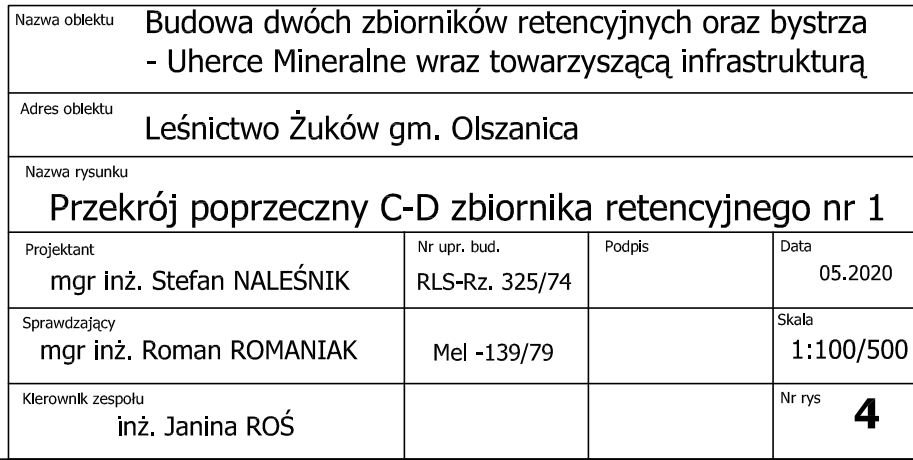 Nazwa obiektu
Budowa dwóch zbiorników retencyjnych oraz bystrza
- Uherce Mineralne wraz towarzyszącą infrastrukturą
Adres obiektu
Leśnictwo Żuków gm. Olszanica
Nazwa rysunku
Przekrój poprzeczny C-D zbiornika retencyjnego nr 1
Projektant
mgr inż. Stefan NALEŚNIK
Nr upr. bud.
RLS-Rz. 325/74
Podpis
Data
05.2020
Sprawdzający
mgr inż. Roman ROMANIAK
Mel -139/79
Skala
1:100/500
Kierownik zespołu
inż. Janina ROŚ
Nr rys
4